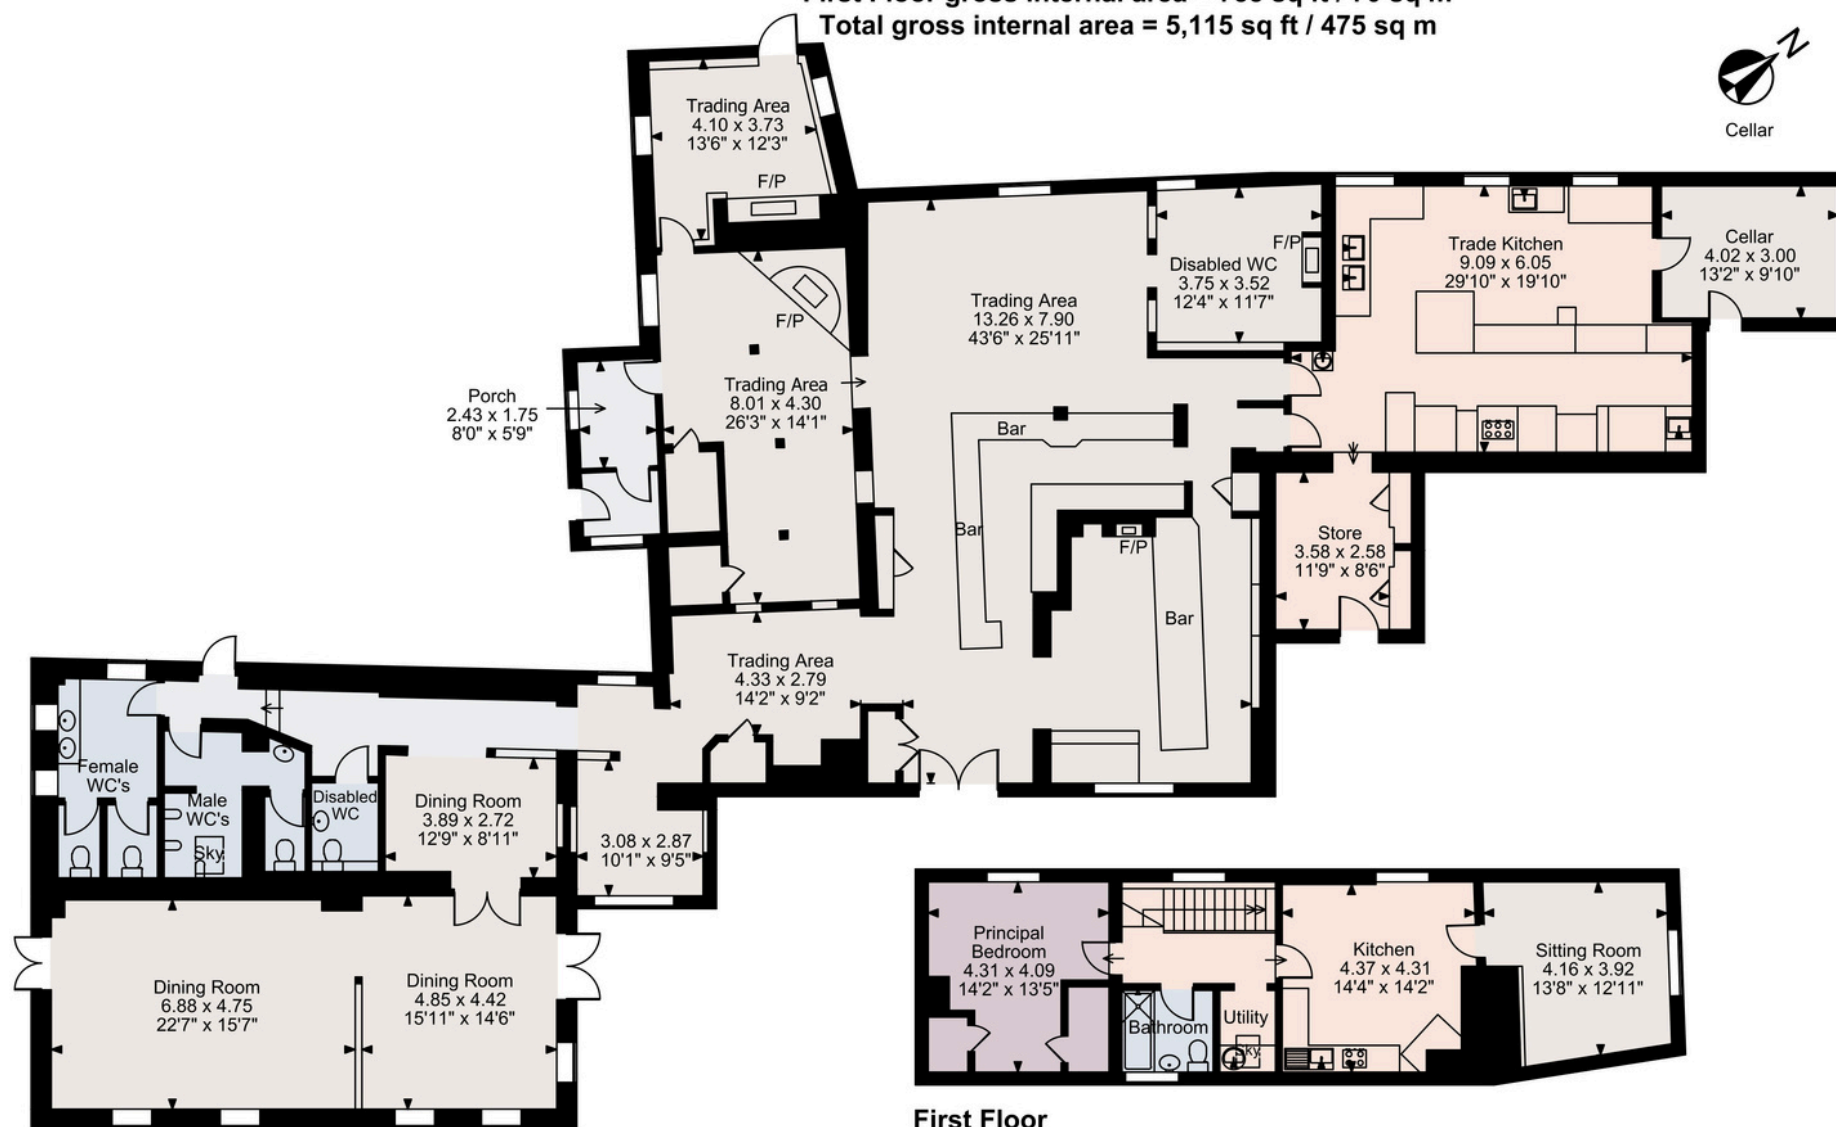 Total gross internal area = 5,115 sq ft / 475 sq m
N
Cellar
Trading Area
4.10 x 3.73
13'6" x 12'3"
F/P
F/P
Trading Area
13.26 x 7.90
43'6" x 25'11"
Disabled WC
3.75 x 3.52
12'4" x 11'7"
F/P
Trade Kitchen
9.09 x 6.05
29'10" x 19'10"
Cellar
4.02 x 3.00
13'2" x 9'10"
Porch
2.43 x 1.75
8'0" x 5'9"
Trading Area
8.01 x 4.30
26'3" x 14'1"
Bar
Bar
F/P
Bar
Store
3.58 x 2.58
11'9" x 8'6"
Trading Area
4.33 x 2.79
14'2" x 9'2"
Female
WC's
Male
WC's
Sky
Disabled
WC
Dining Room
3.89 x 2.72
12'9" x 8'11"
3.08 x 2.87
10'1" x 9'5"
Dining Room
6.88 x 4.75
22'7" x 15'7"
Dining Room
4.85 x 4.42
15'11" x 14'6"
Principal
Bedroom
4.31 x 4.09
14'2" x 13'5"
Bathroom
Utility
Sky
Kitchen
4.37 x 4.31
14'4" x 14'2"
Sitting Room
4.16 x 3.92
13'8" x 12'11"
First Floor